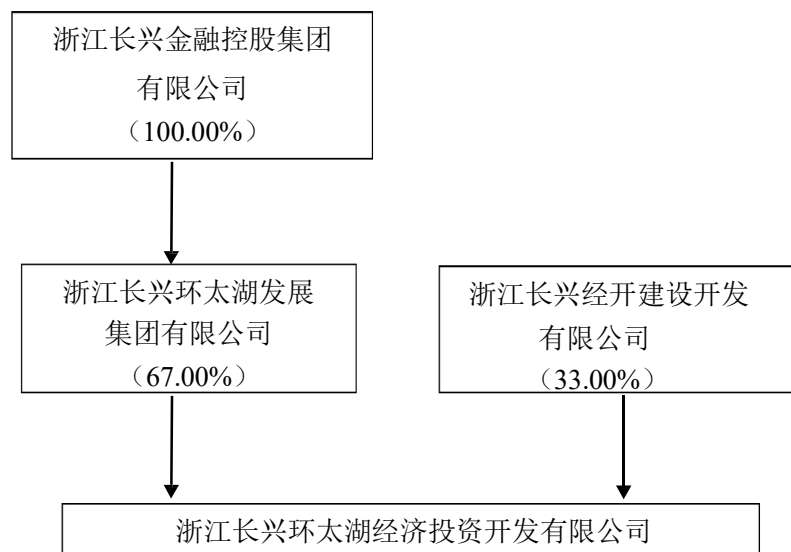 浙江长兴金融控股集团
有限公司
（100.00%）
浙江长兴环太湖发展
集团有限公司
（67.00%）
浙江长兴经开建设开发
有限公司
（33.00%）
浙江长兴环太湖经济投资开发有限公司